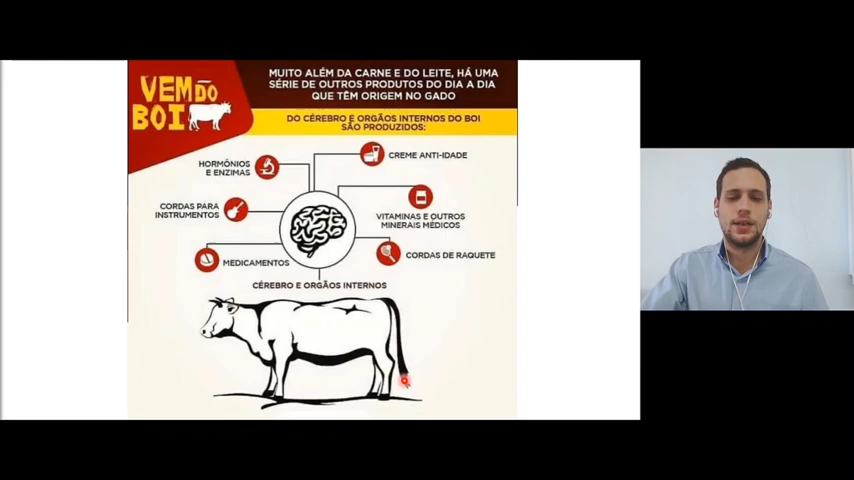 VEM DO
BOI
MUITO ALÉM DA CARNE E DO LEITE, HÁ UMA
SÉRIE DE OUTROS PRODUTOS DO DIA A DIA
QUE TÊM ORIGEM NO GADO
DO CÉREBRO E ORGÃOS INTERNOS DO BOI
SÃO PRODUZIDOS:
HORMÔNIOS
E ENZIMAS
CREME ANTI-IDADE
CORDAS PARA
INSTRUMENTOS
VITAMINAS E OUTROS
MINERAIS MÉDICOS
MEDICAMENTOS
CORDAS DE RAQUETE
CÉREBRO E ORGÃOS INTERNOS